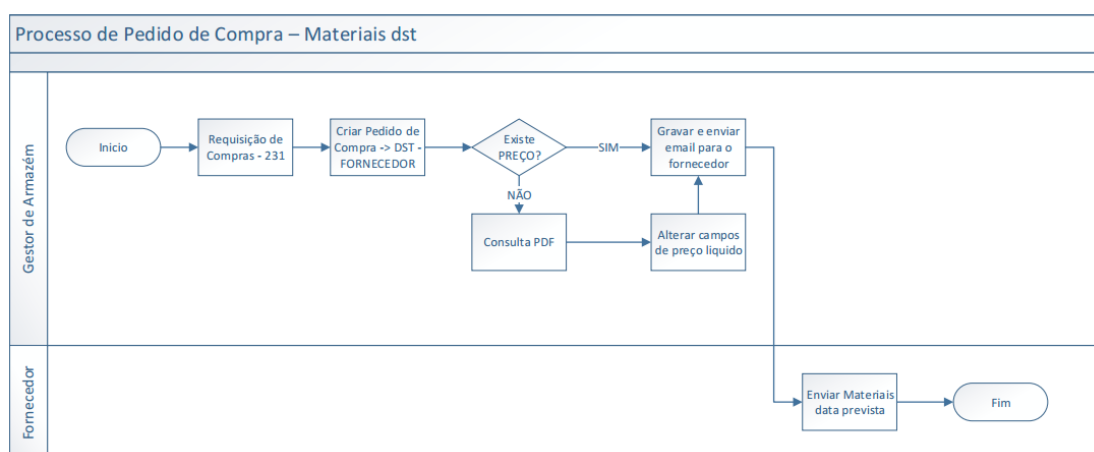 Processo de Pedido de Compra – Materiais dst
Gestor de Armazém
Inicio
Requisição de
Compras - 231
Criar Pedido de
Compra -> DST -
FORNECEDOR
Existe
PREÇO?
SIM
Gravar e enviar
email para o
fornecedor
NÃO
Consulta PDF
Alterar campos
de preço liquido
Fornecedor
Enviar Materiais
data prevista
Fim